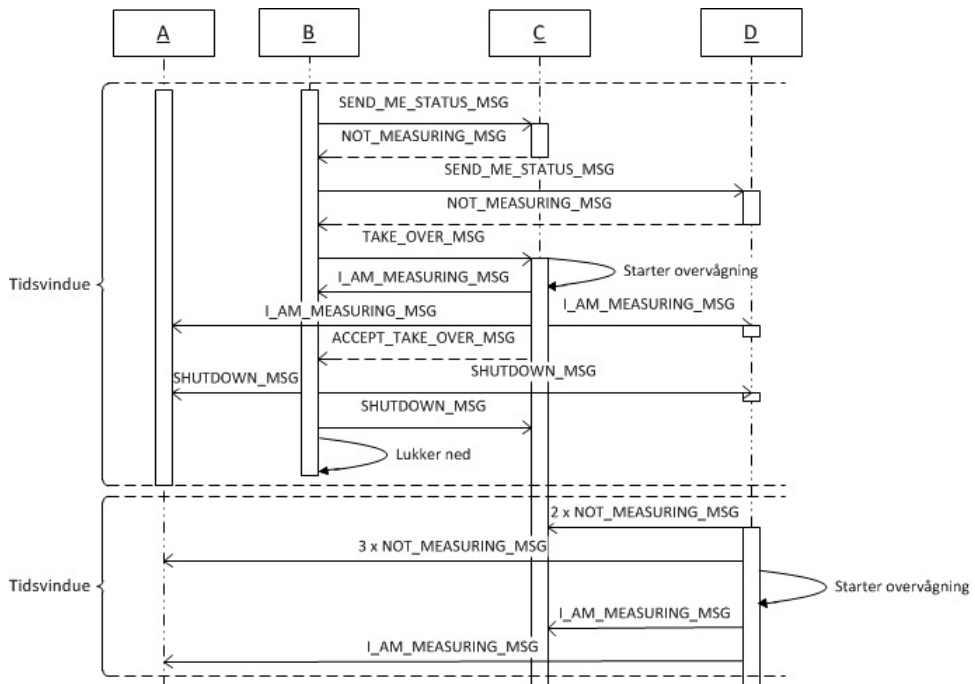 A
B
C
D
SEND_ME_STATUS_MSG
NOT_MEASURING_MSG
SEND_ME_STATUS_MSG
NOT_MEASURING_MSG
TAKE_OVER_MSG
Starter overvågning
I_AM_MEASURING_MSG
Tidsvindue
I_AM_MEASURING_MSG
I_AM_MEASURING_MSG
ACCEPT_TAKE_OVER_MSG
SHUTDOWN_MSG
SHUTDOWN_MSG
SHUTDOWN_MSG
Lukker ned
2 x NOT_MEASURING_MSG
3 x NOT_MEASURING_MSG
Tidsvindue
Starter overvågning
I_AM_MEASURING_MSG
I_AM_MEASURING_MSG